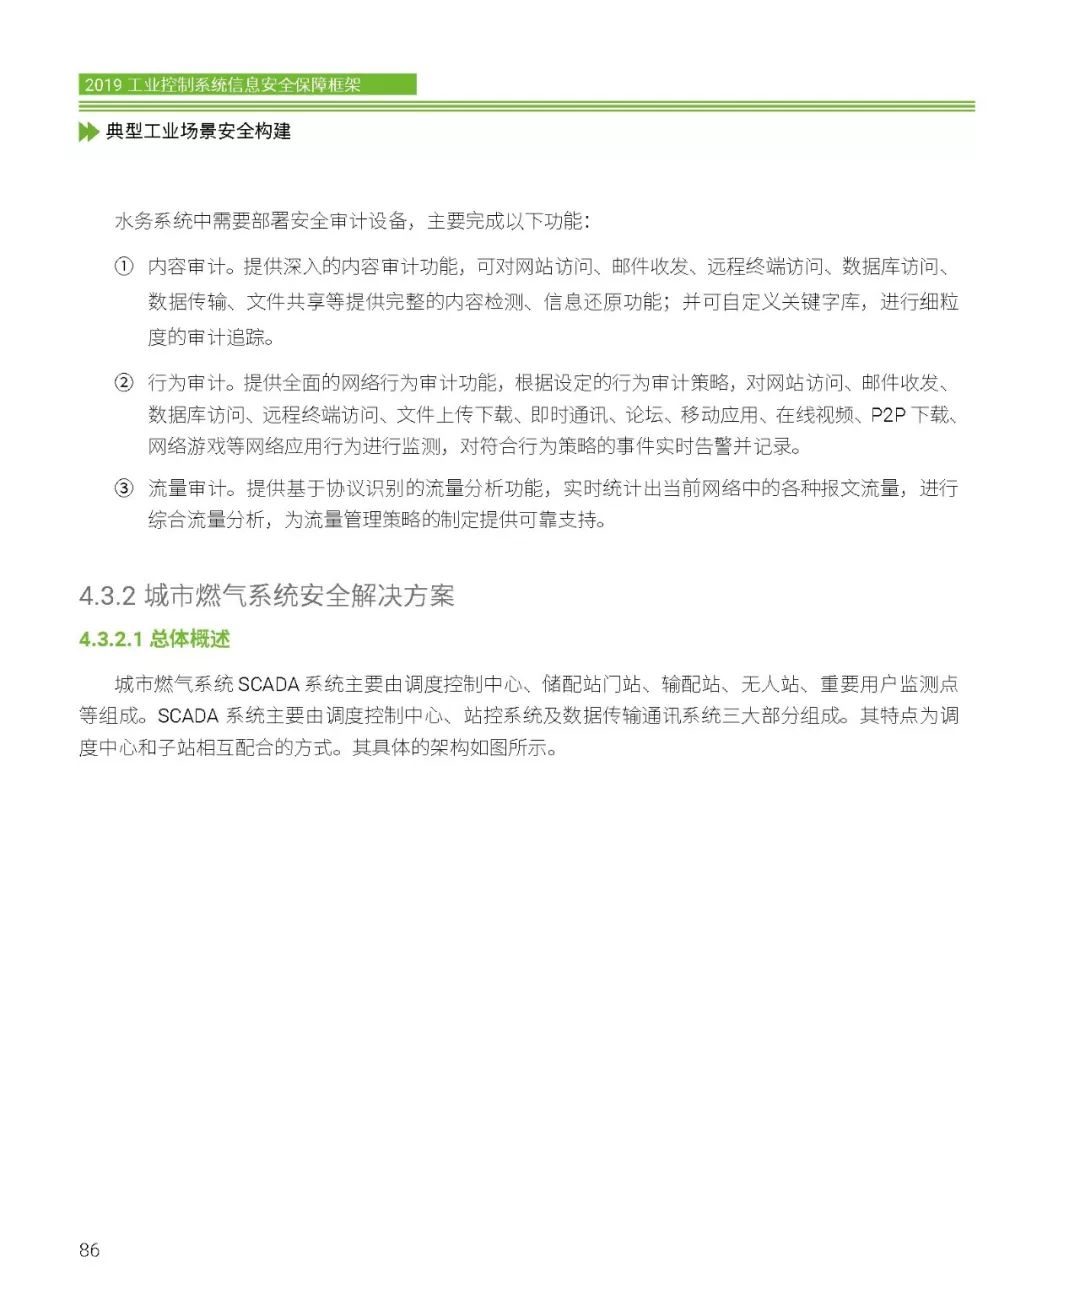 2019 工业控制系统信息安全保障框架
典型工业场景安全构建
水务系统中需要部署安全审计设备，主要完成以下功能：
① 内容审计。提供深入的内容审计功能，可对网站访问、邮件收发、远程终端访问、数据库访问、
数据传输、文件共享等提供完整的内容检测、信息还原功能；并可自定义关键字库，进行细粒
度的审计追踪。
② 行为审计。提供全面的网络行为审计功能，根据设定的行为审计策略，对网站访问、邮件收发、
数据库访问、远程终端访问、文件上传下载、即时通讯、论坛、移动应用、在线视频、P2P 下载、
网络游戏等网络应用行为进行监测，对符合行为策略的事件实时告警并记录。
③ 流量审计。提供基于协议识别的流量分析功能，实时统计出当前网络中的各种报文流量，进行
综合流量分析，为流量管理策略的制定提供可靠支持。
4.3.2 城市燃气系统安全解决方案
4.3.2.1 总体概述
城市燃气系统 SCADA 系统主要由调度控制中心、储配站门站、输配站、无人站、重要用户监测点
等组成。SCADA 系统主要由调度控制中心、站控系统及数据传输通讯系统三大部分组成。其特点为调
度中心和子站相互配合的方式。其具体的架构如图所示。
86